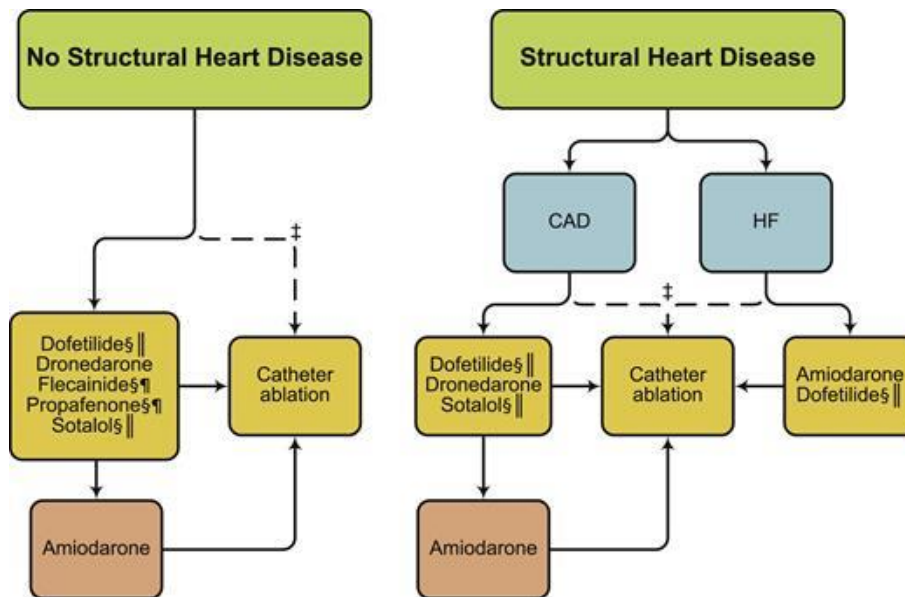 No Structural Heart Disease
Structural Heart Disease
CAD
HF
‡
‡
Dofetilide§‖
Dronedarone
Flecainide§¶
Propafenone§¶
Sotalol§‖
Catheter
ablation
Dofetilide§‖
Dronedarone
Sotalol§‖
Catheter
ablation
Amiodarone
Dofetilide§‖
Amiodarone
Amiodarone